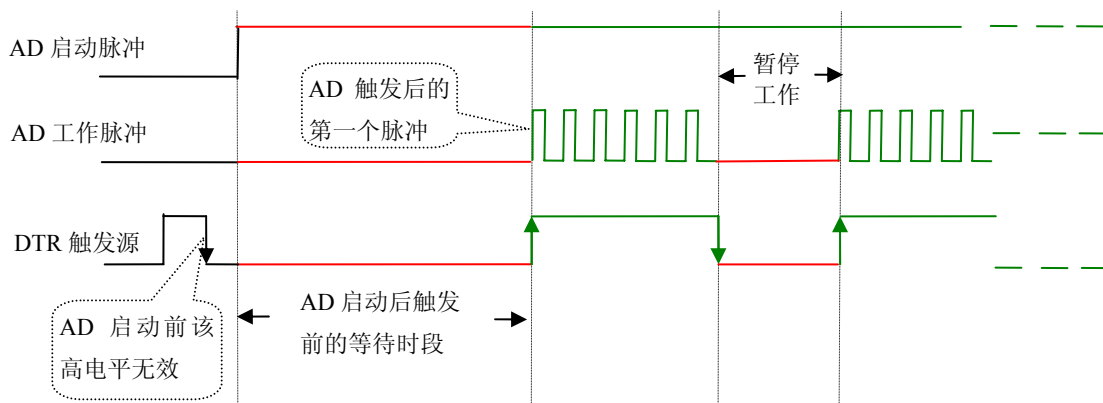 AD 启动脉冲
AD 触发后的
第一个脉冲
暂停
工作
AD 工作脉冲
DTR 触发源
AD 启动前该
高电平无效
AD 启动后触发
前的等待时段